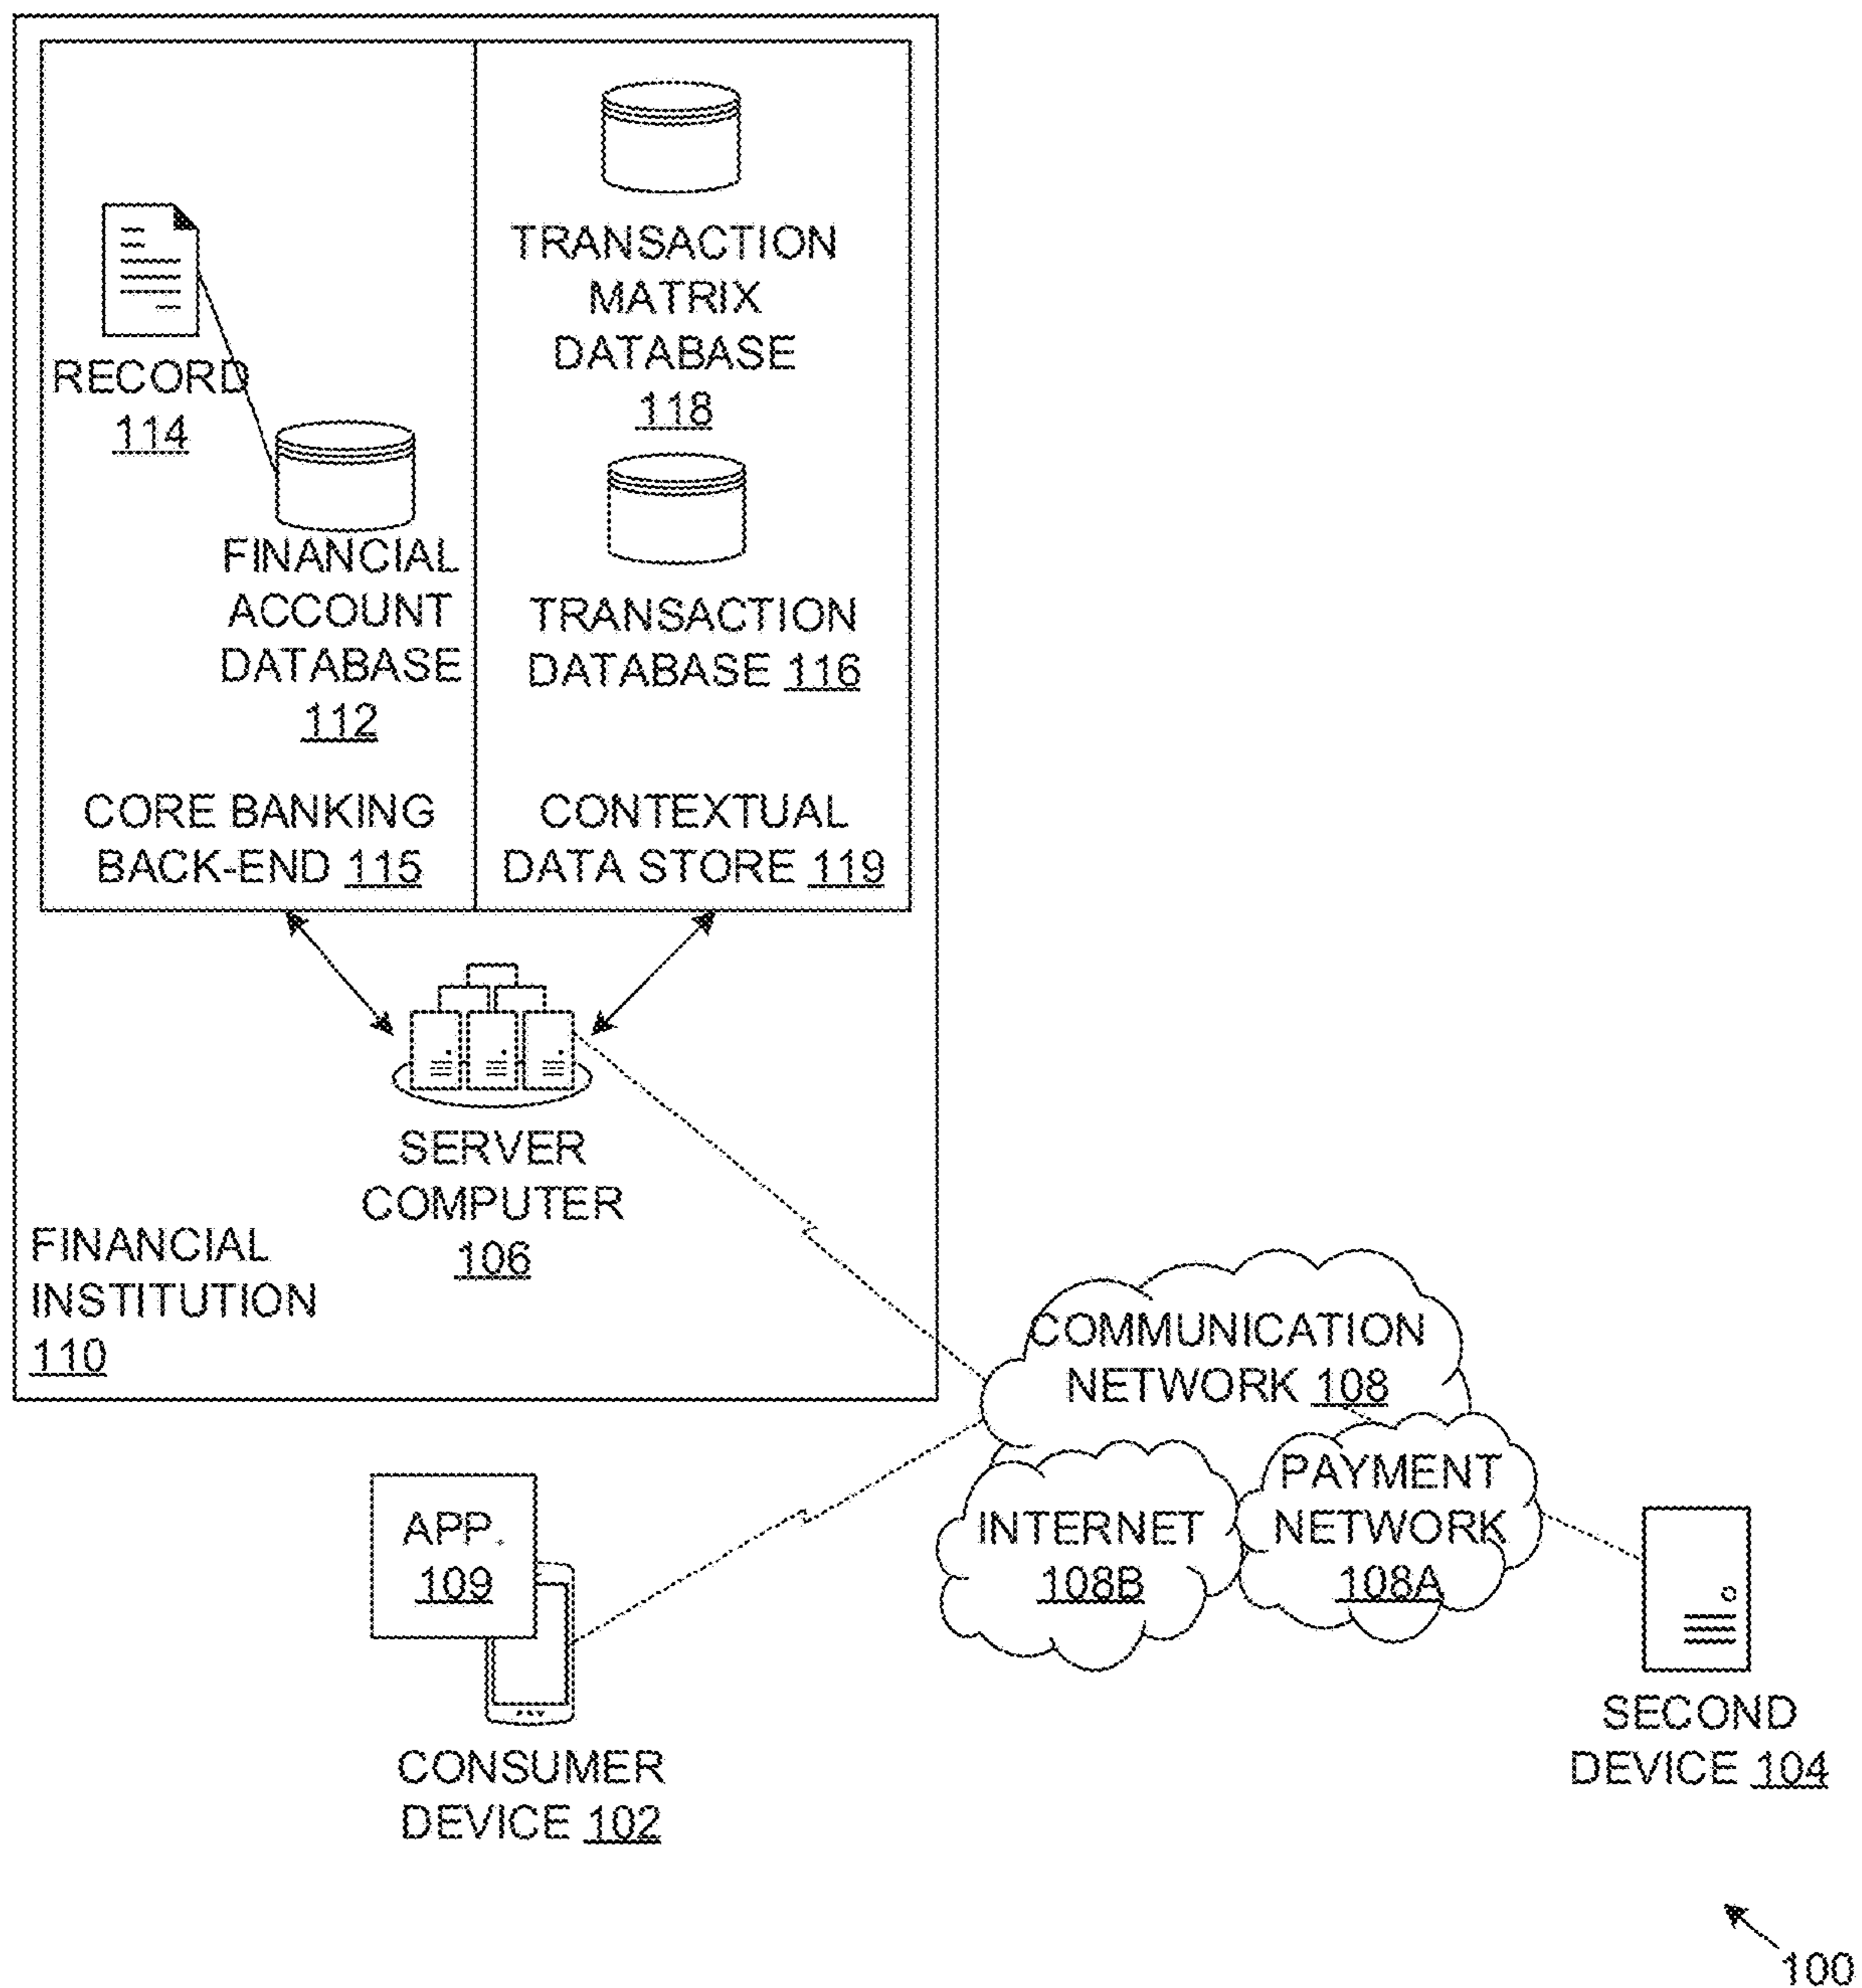 RECORD
114
FINANCIAL
ACCOUNT
DATABASE
112
CORE BANKING
BACK-END 115
TRANSACTION
MATRIX
DATABASE
118
TRANSACTION
DATABASE 116
CONTEXTUAL
DATA STORE 119
SERVER
COMPUTER
106
FINANCIAL
INSTITUTION
110
COMMUNICATION
NETWORK 108
PAYMENT
NETWORK
108A
INTERNET
108B
APP.
109
CONSUMER
DEVICE 102
SECOND
DEVICE 104
100